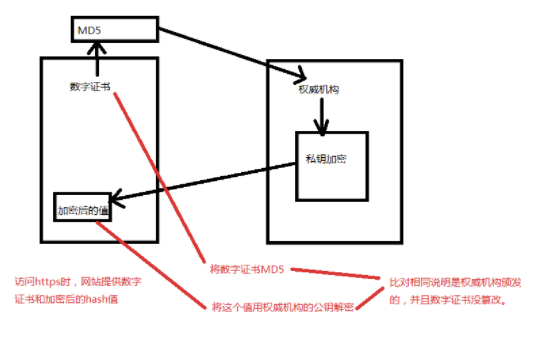 MD5
数字证书
权威机构
私钥加密
加密后的值
将数字证书MD5
访问https时，网站提供数字
证书和加密后的hash值
将这个值用权威机构的公钥解密
比对相同说明是权威机构颁发
的，并且数字证书没篡改。